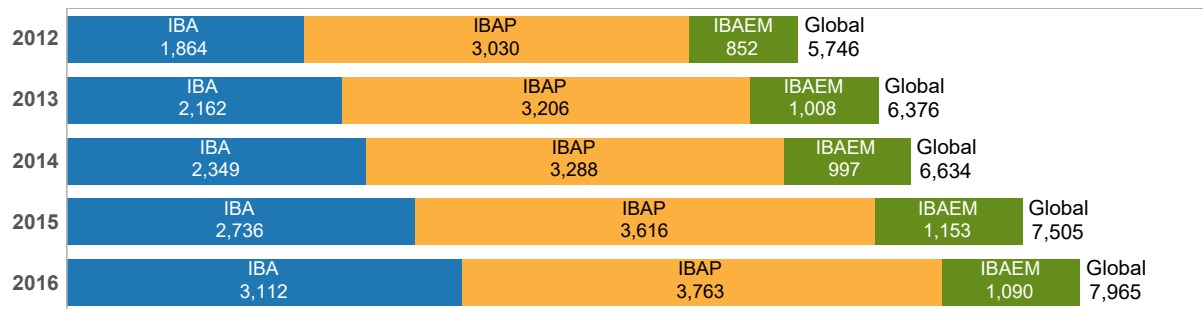 IBA IBAP IBAEM Global
2012 1,864 3,030 852 5,746
IBA IBAP IBAEM Global
2013 2,162 3,206 1,008 6,376
IBA IBAP IBAEM Global
2014 2,349 3,288 997 6,634
IBA IBAP IBAEM Global
2015 2,736 3,616 1,153 7,505
IBA IBAP IBAEM Global
2016 3,112 3,763 1,090 7,965